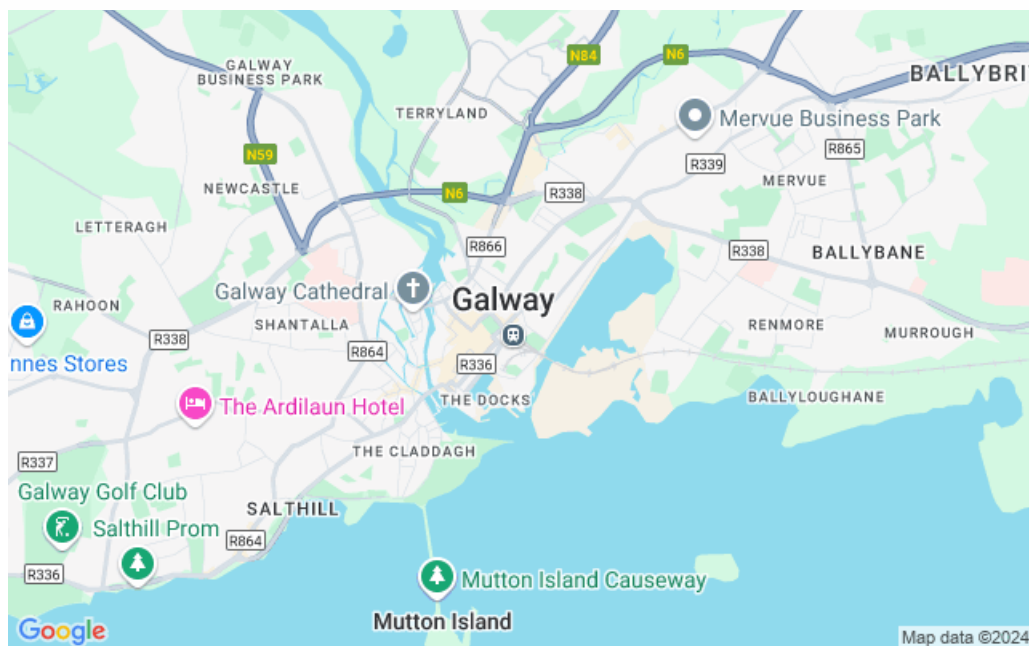 N84
N6
GALWAY
BUSINESS PARK
BALLYBRI
TERRYLAND
Mervue Business Park
N59
R339
R865
NEWCASTLE
MERVUE
N6
R338
LETTERAGH
R866
R338
BALLYBANE
Galway Cathedral
Galway
RAHOON
SHANTALLA
RENMORE
MURROUGH
R338
R864
nnes Stores
R336
THE DOCKS
BALLYLOUGHANE
The Ardilaun Hotel
THE CLADDAGH
R337
Galway Golf Club
SALTHILL
Salthill Prom
R864
R336
Mutton Island Causeway
Mutton Island
Google
Map data ©2024